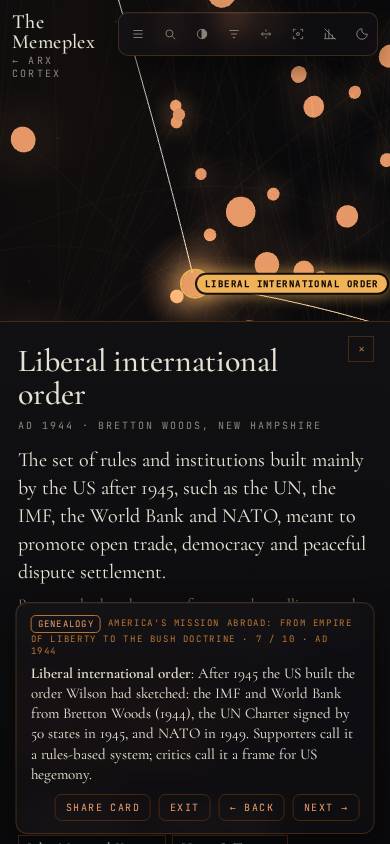 The
Memeplex
← ARX
CORTEX
LIBERAL INTERNATIONAL ORDER
Liberal international
order
×
AD 1944 · BRETTON WOODS, NEW HAMPSHIRE
The set of rules and institutions built mainly
by the US after 1945, such as the UN, the
IMF, the World Bank and NATO, meant to
promote open trade, democracy and peaceful
dispute settlement.
GENEALOGY AMERICA'S MISSION ABROAD: FROM EMPIRE
OF LIBERTY TO THE BUSH DOCTRINE · 7 / 10 · AD
1944
Liberal international order: After 1945 the US built the
order Wilson had sketched: the IMF and World Bank
from Bretton Woods (1944), the UN Charter signed by
50 states in 1945, and NATO in 1949. Supporters call it
a rules-based system; critics call it a frame for US
hegemony.
SHARE CARD EXIT ← BACK NEXT →